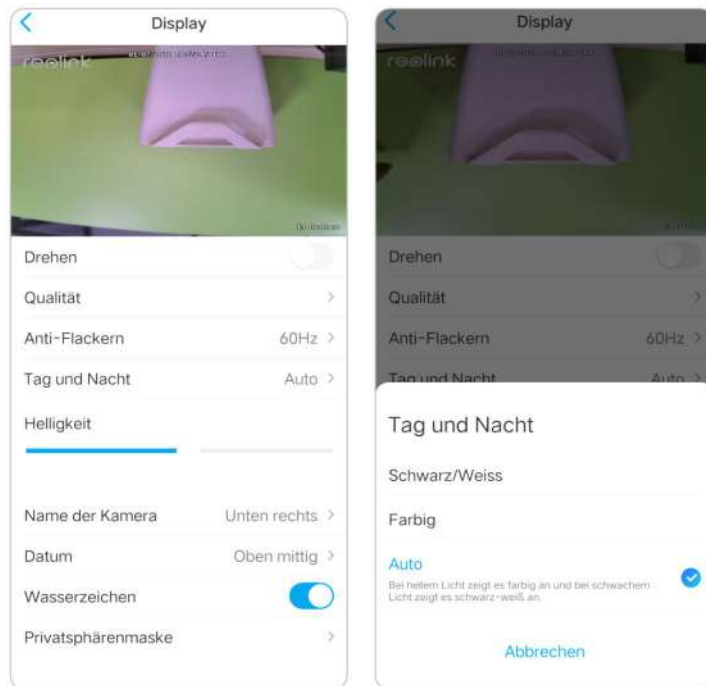 Display
reolink
Drehen
Qualität
Anti-Flackern 60Hz
Tag und Nacht Auto
Helligkeit
Name der Kamera Unten rechts
Datum Oben mittig
Wasserzeichen
Privatsphärenmaske
Display
reolink
Drehen
Qualität
Anti-Flackern 60Hz
Tag und Nacht Auto
Tag und Nacht
Schwarz/Weiss
Farbig
Auto
Bei hellem Licht zeigt es farbig an und bei schwachem
Licht zeigt es schwarz-weiß an.
Abbrechen